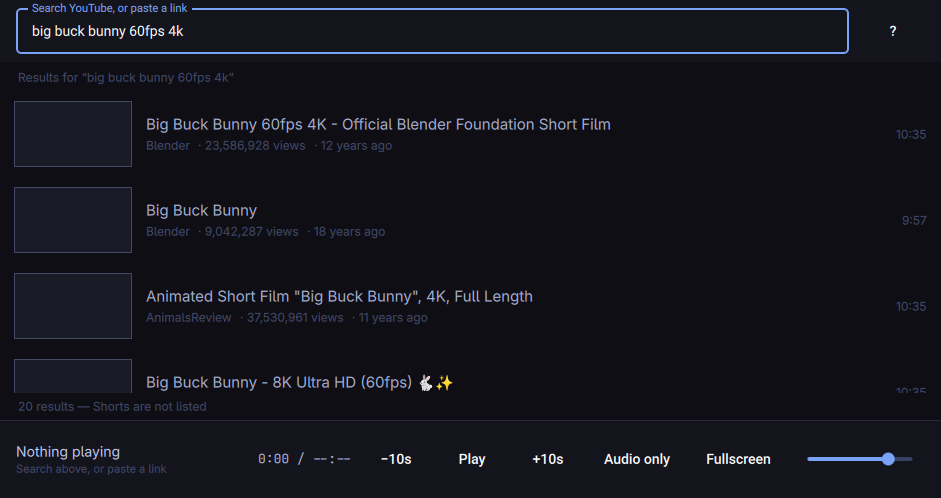 Search YouTube, or paste a link
big buck bunny 60fps 4k
?
Results for "big buck bunny 60fps 4k"
Big Buck Bunny 60fps 4K - Official Blender Foundation Short Film
Blender · 23,586,928 views · 12 years ago
10:35
Big Buck Bunny
Blender · 9,042,287 views · 18 years ago
9:57
Animated Short Film "Big Buck Bunny", 4K, Full Length
AnimalsReview · 37,530,961 views · 11 years ago
10:35
Big Buck Bunny - 8K Ultra HD (60fps) 🐇✨
10:35
20 results — Shorts are not listed
Nothing playing
Search above, or paste a link
0:00 / --:--
−10s
Play
+10s
Audio only
Fullscreen